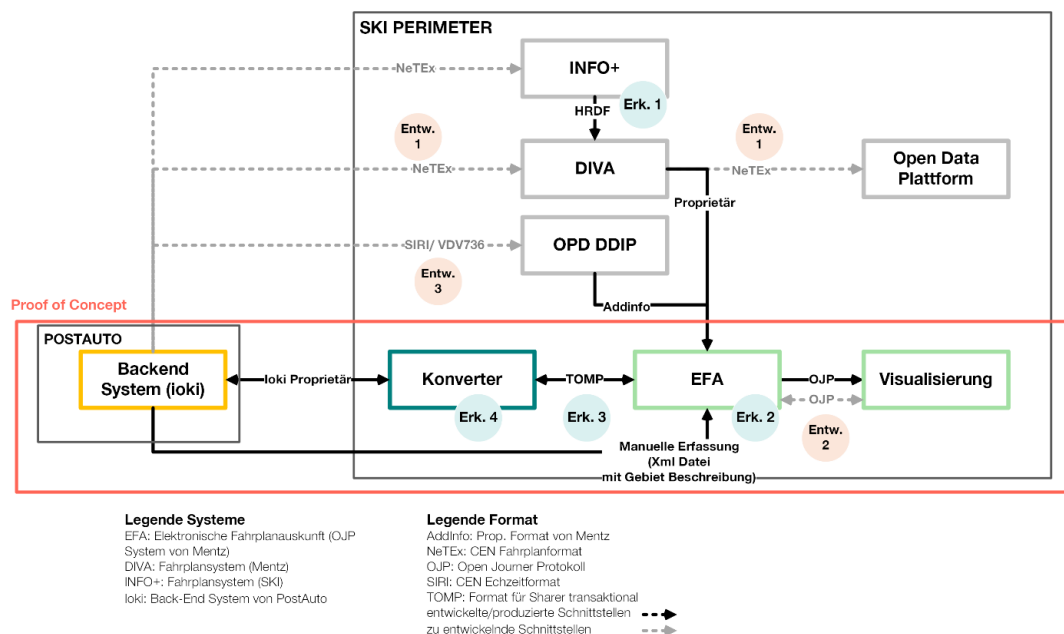 SKI PERIMETER
INFO+
NeTEx
Erk. 1
HRDF
Entw.
1
Entw.
1
NeTEx
DIVA
NeTEx
Open Data
Plattform
Proprietär
SIRI/ VDV736
OPD DDIP
Entw.
3
Addinfo
Proof of Concept
POSTAUTO
Backend
System (ioki)
Ioki Proprietär
Konverter
TOMP
EFA
OJP
OJP
Visualisierung
Erk. 4
Erk. 3
Erk. 2
Entw.
2
Manuelle Erfassung
(Xml Datei
mit Gebiet Beschreibung)
Legende Systeme
EFA: Elektronische Fahrplanauskunft (OJP
System von Mentz)
DIVA: Fahrplansystem (Mentz)
INFO+: Fahrplansystem (SKI)
Ioki: Back-End System von PostAuto
Legende Format
AddInfo: Prop. Format von Mentz
NeTEx: CEN Fahrplanformat
OJP: Open Journer Protokoll
SIRI: CEN Echzeitformat
TOMP: Format für Sharer transaktional
entwickelte/produzierte Schnittstellen
zu entwickelnde Schnittstellen